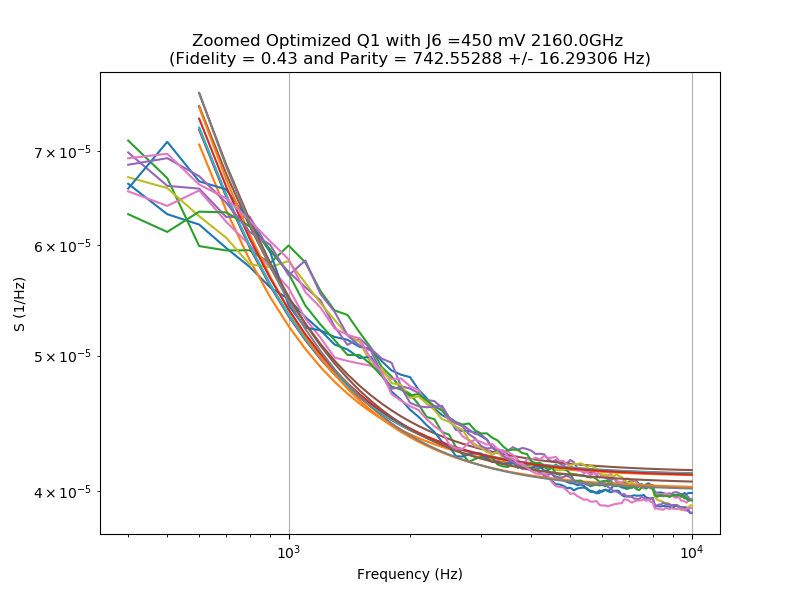 Zoomed Optimized Q1 with J6 =450 mV 2160.0GHz
(Fidelity = 0.43 and Parity = 742.55288 +/- 16.29306 Hz)
7 × 10⁻⁵
6 × 10⁻⁵
5 × 10⁻⁵
4 × 10⁻⁵
S (1/Hz)
10³
10⁴
Frequency (Hz)